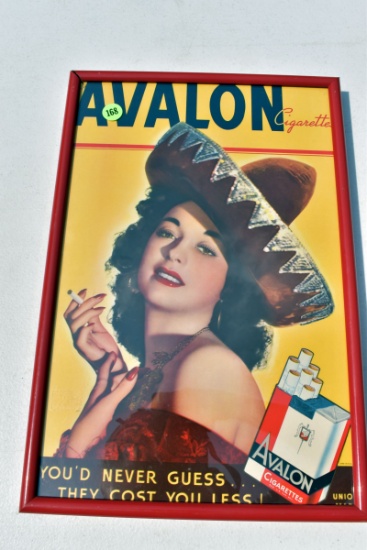 AVALON
Cigarettes
168
AVALON
CIGARETTES
YOU'D NEVER GUESS...
THEY COST YOU LESS!